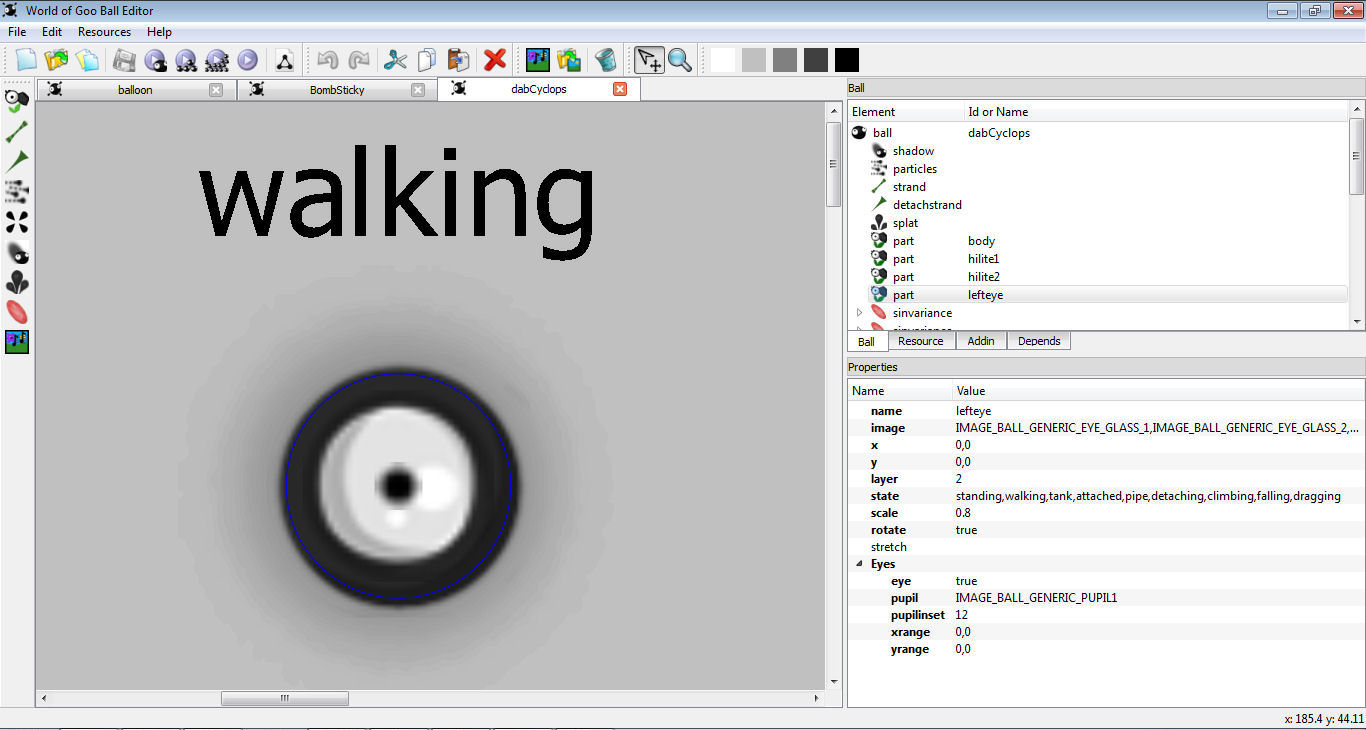 World of Goo Ball Editor
File Edit Resources Help
balloon BombSticky dabCyclops
walking
Ball
Element Id or Name
ball dabCyclops
shadow
particles
strand
detachstrand
splat
part body
part hilite1
part hilite2
part lefteye
sinvariance
sinvariance
Ball Resource Addin Depends
Properties
Name Value
name lefteye
image IMAGE_BALL_GENERIC_EYE_GLASS_1,IMAGE_BALL_GENERIC_EYE_GLASS_2,...
x 0,0
y 0,0
layer 2
state standing,walking,tank,attached,pipe,detaching,climbing,falling,dragging
scale 0.8
rotate true
stretch
Eyes
eye true
pupil IMAGE_BALL_GENERIC_PUPIL1
pupilinset 12
xrange 0,0
yrange 0,0
x: 185.4 y: 44.11